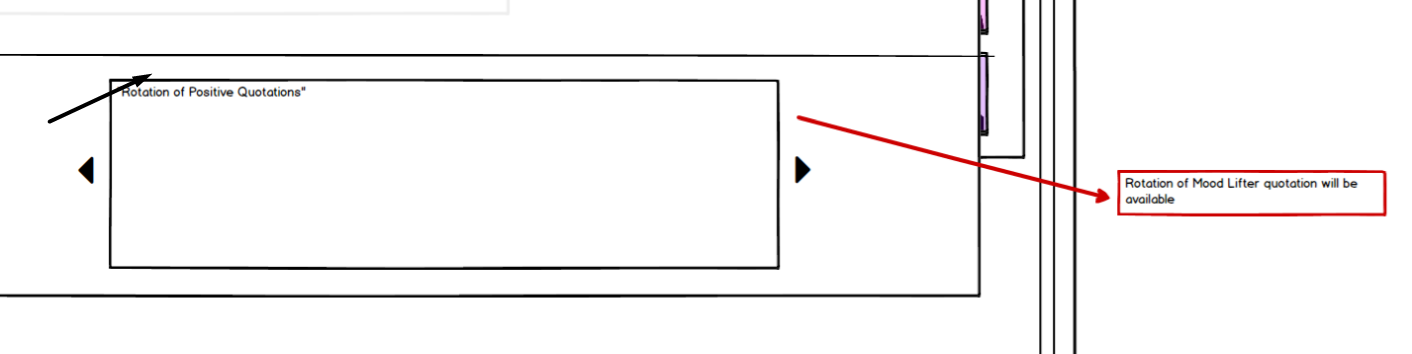 Rotation of Positive Quotations"
Rotation of Mood Lifter quotation will be
available